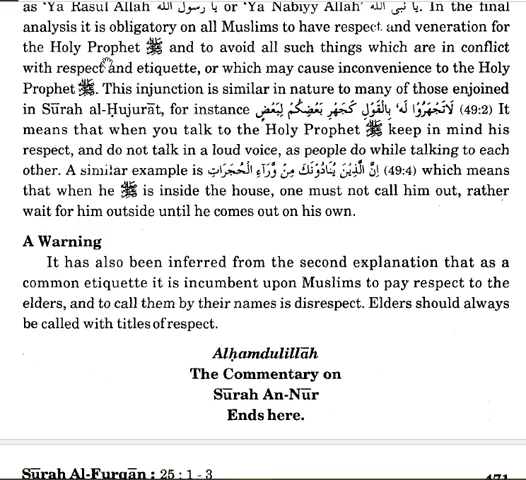 as 'Ya Rasul Allah يا رسول الله or 'Ya Nabiyy Allah' يا نبى الله. In the final
analysis it is obligatory on all Muslims to have respect and veneration for
the Holy Prophet ﷺ and to avoid all such things which are in conflict
with respect and etiquette, or which may cause inconvenience to the Holy
Prophet ﷺ. This injunction is similar in nature to many of those enjoined
in Sūrah al-Ḥujurāt, for instance لَاتَجْهَرُوْا لَهٗ بِالْقَوْلِ كَجَهْرِ بَعْضِكُمْ لِبَعْضٍ (49:2) It
means that when you talk to the Holy Prophet ﷺ keep in mind his
respect, and do not talk in a loud voice, as people do while talking to each
other. A similar example is اِنَّ الَّذِيْنَ يُنَادُوْنَكَ مِنْ وَّرَآءِ الْحُجُرَاتِ (49:4) which means
that when he ﷺ is inside the house, one must not call him out, rather
wait for him outside until he comes out on his own.
A Warning
It has also been inferred from the second explanation that as a
common etiquette it is incumbent upon Muslims to pay respect to the
elders, and to call them by their names is disrespect. Elders should always
be called with titles of respect.
Alḥamdulillāh
The Commentary on
Sūrah An-Nūr
Ends here.
Sūrah Al-Furqān : 25 : 1 - 3 471